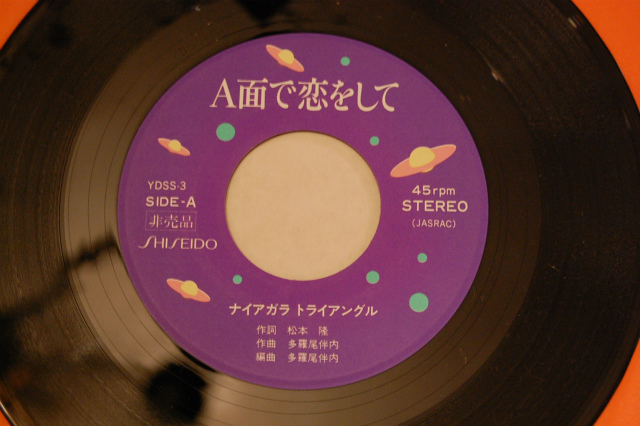 A面で恋をして
YDSS-3
SIDE-A
非売品
SHISEIDO
45rpm
STEREO
(JASRAC)
ナイアガラ トライアングル
作詞 松本 隆
作曲 多羅尾伴内
編曲 多羅尾伴内